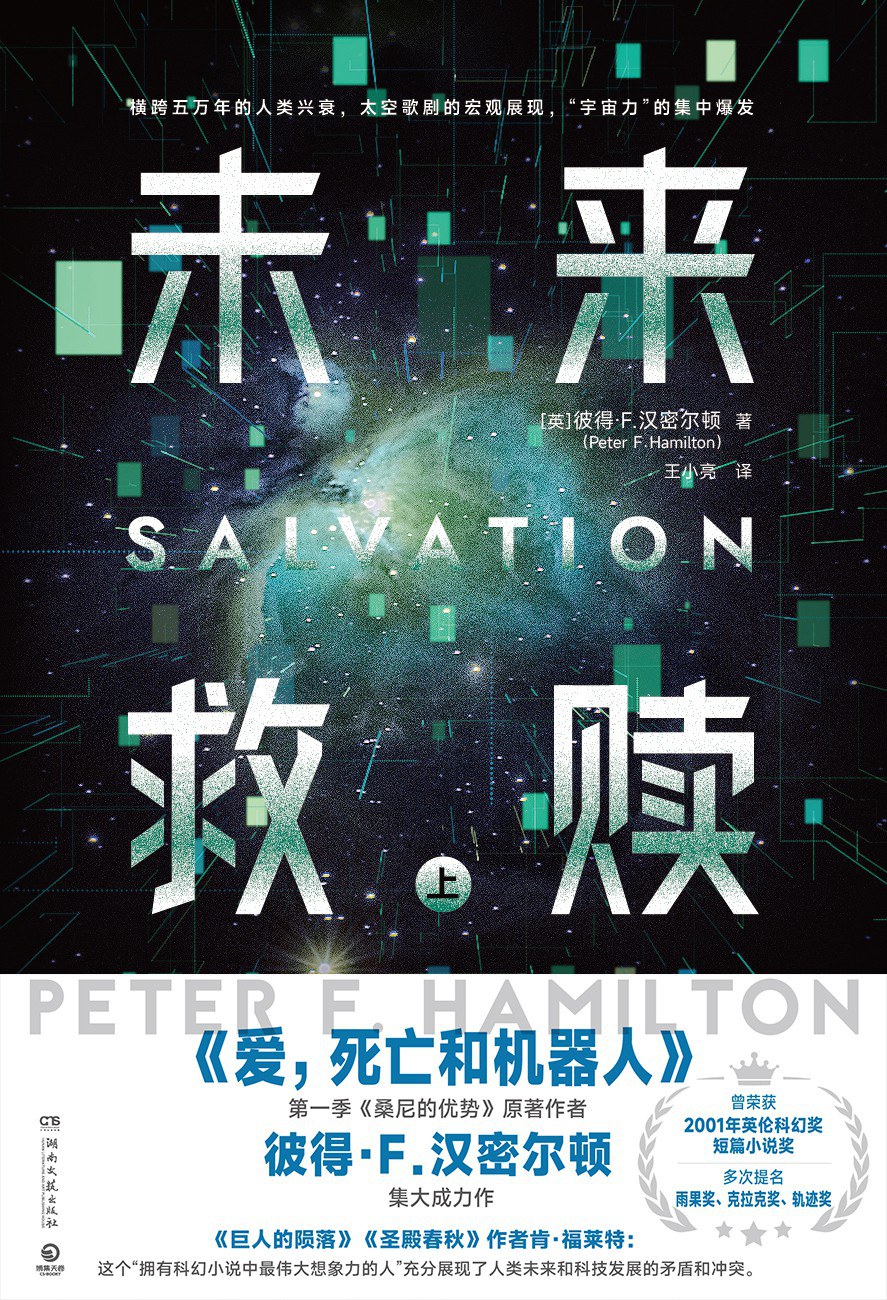 横跨五万年的人类兴衰，太空歌剧的宏观展现，“宇宙力”的集中爆发
未来
[英]彼得·F.汉密尔顿 著
(Peter F.Hamilton)
王小亮 译
SALVATION
救赎
上
PETER F. HAMILTON
《爱，死亡和机器人》
第一季《桑尼的优势》原著作者
彼得·F.汉密尔顿
集大成力作
曾荣获
2001年英伦科幻奖
短篇小说奖
多次提名
雨果奖、克拉克奖、轨迹奖
《巨人的陨落》《圣殿春秋》作者肯·福莱特：
这个“拥有科幻小说中最伟大想象力的人”充分展现了人类未来和科技发展的矛盾和冲突。
湖南文艺出版社
博集天卷
CS-BOOKY